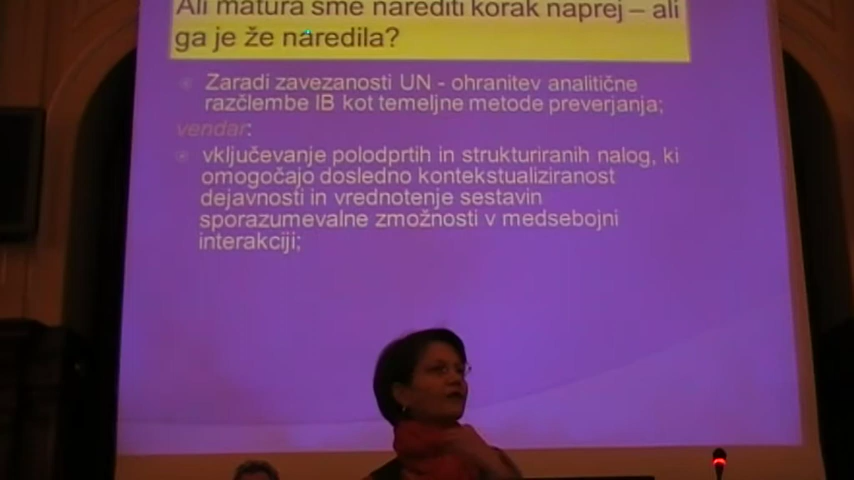 Ali matura sme narediti korak naprej – ali
ga je že naredila?
Zaradi zavezanosti UN - ohranitev analitične
razčlembe IB kot temeljne metode preverjanja;
vendar:
vključevanje polodprtih in strukturiranih nalog, ki
omogočajo dosledno kontekstualiziranost
dejavnosti in vrednotenje sestavin
sporazumevalne zmožnosti v medsebojni
interakciji;